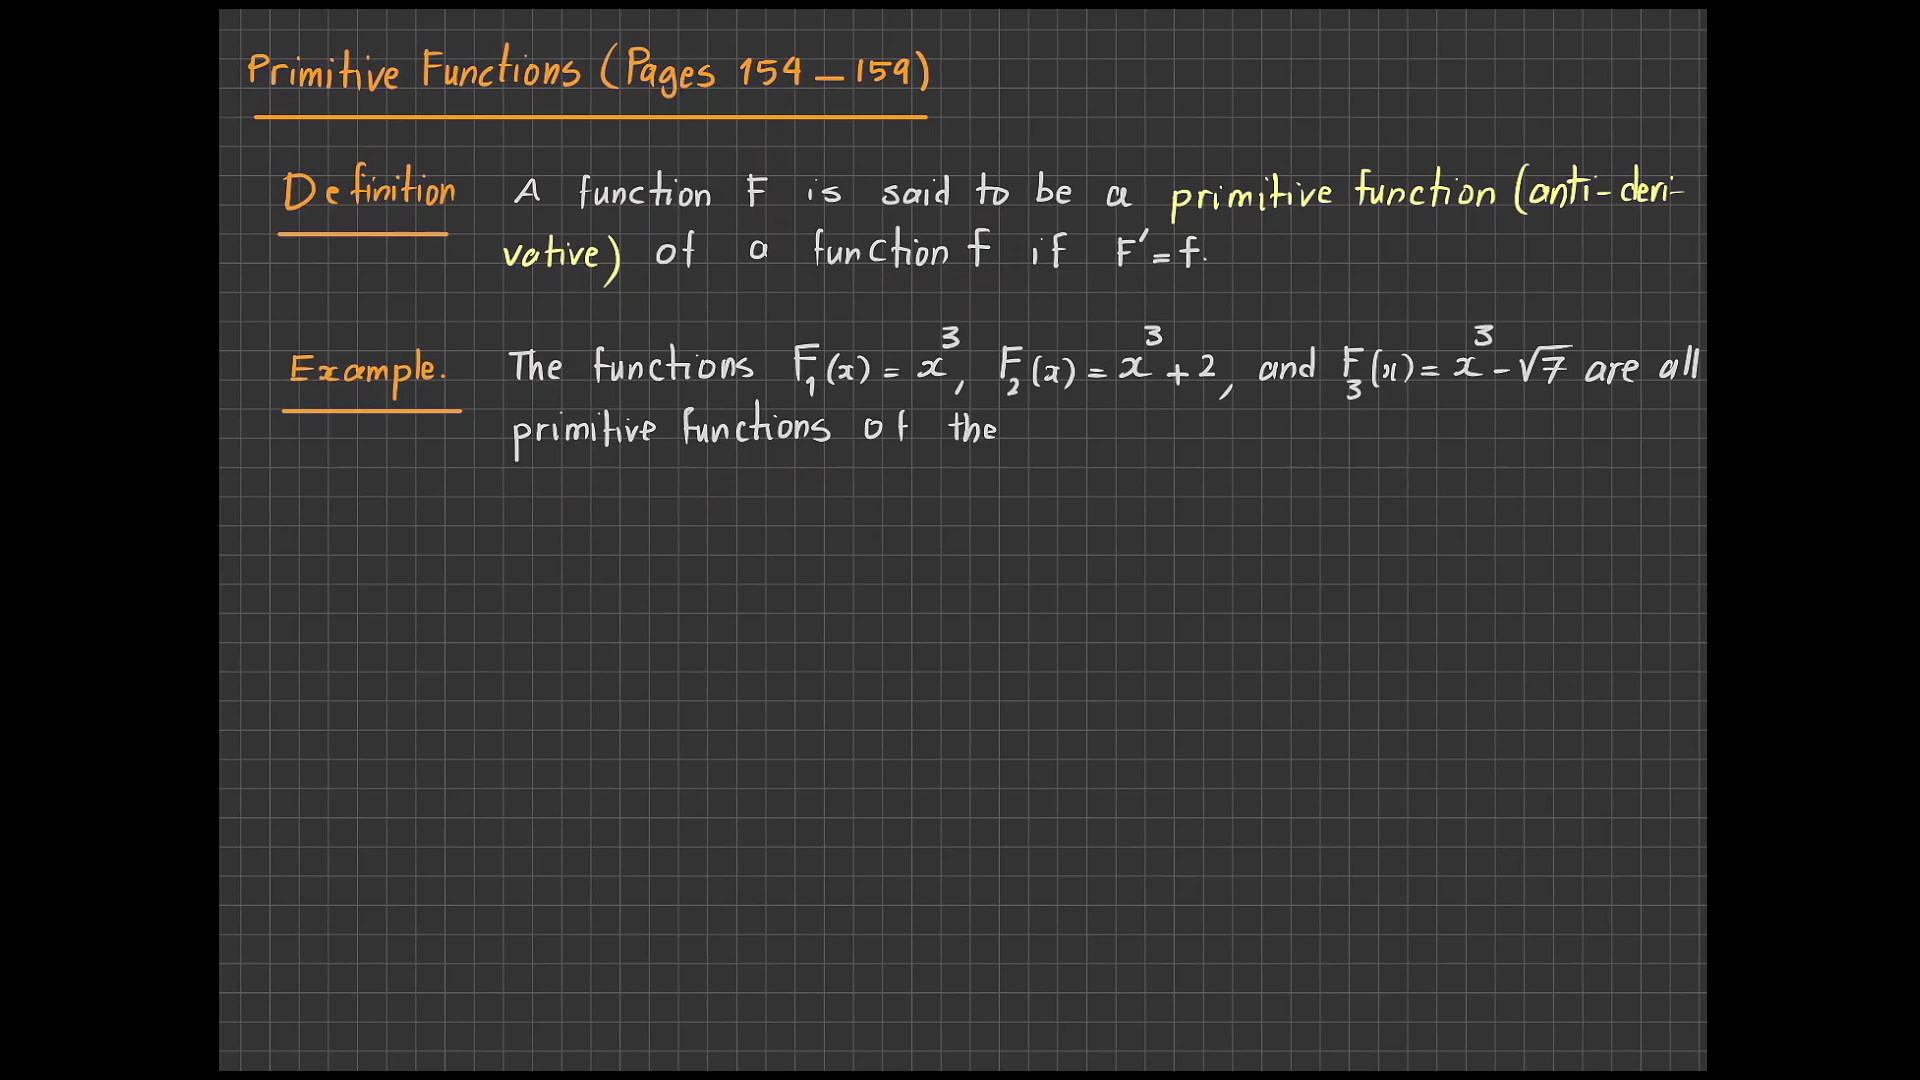 Primitive Functions (Pages 154 – 159)
Definition A function F is said to be a primitive function (anti-deri-
vative) of a function f if F' = f.
Example. The functions F₁(x) = x³, F₂(x) = x³ + 2, and F₃(x) = x³ - √7 are all
primitive functions of the